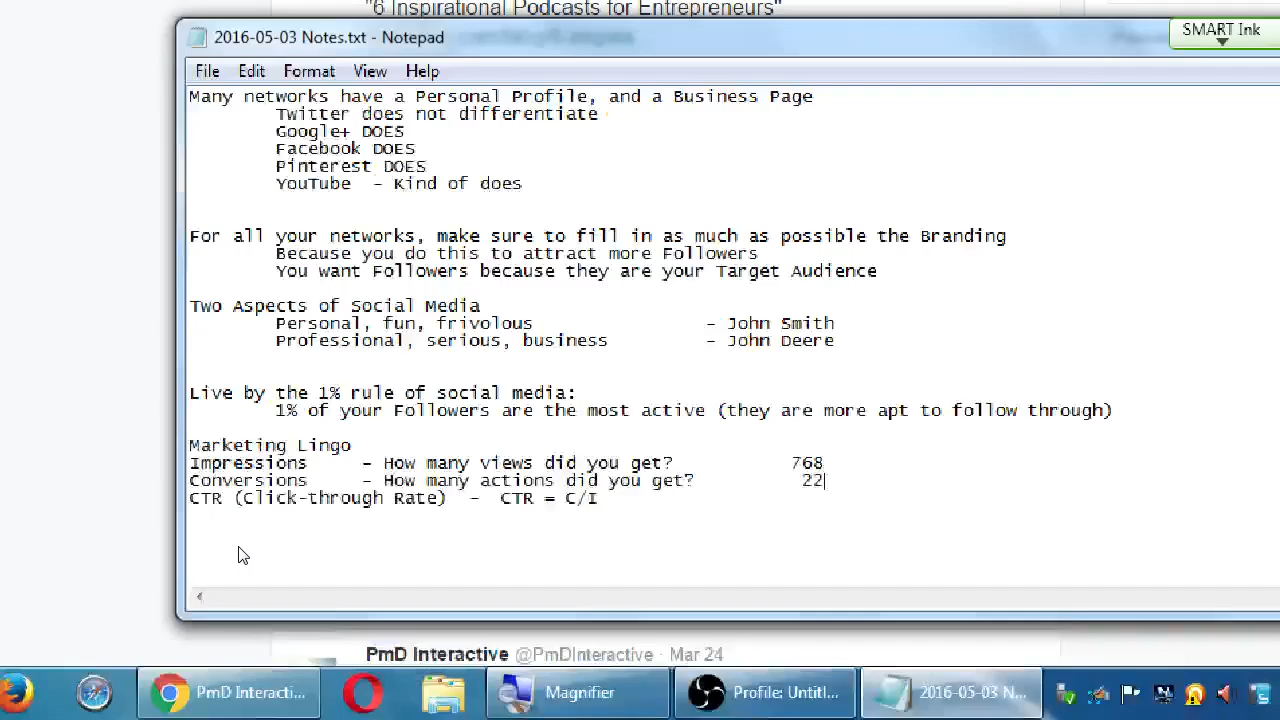 "6 Inspirational Podcasts for Entrepreneurs"
2016-05-03 Notes.txt - Notepad
SMART Ink
File Edit Format View Help
Many networks have a Personal Profile, and a Business Page
Twitter does not differentiate
Google+ DOES
Facebook DOES
Pinterest DOES
YouTube - Kind of does
For all your networks, make sure to fill in as much as possible the Branding
Because you do this to attract more Followers
You want Followers because they are your Target Audience
Two Aspects of Social Media
Personal, fun, frivolous - John Smith
Professional, serious, business - John Deere
Live by the 1% rule of social media:
1% of your Followers are the most active (they are more apt to follow through)
Marketing Lingo
Impressions - How many views did you get? 768
Conversions - How many actions did you get? 22
CTR (Click-through Rate) - CTR = C/I
PmD Interactive @PmDInteractive · Mar 24
PmD Interacti... Magnifier Profile: Untitl... 2016-05-03 N...